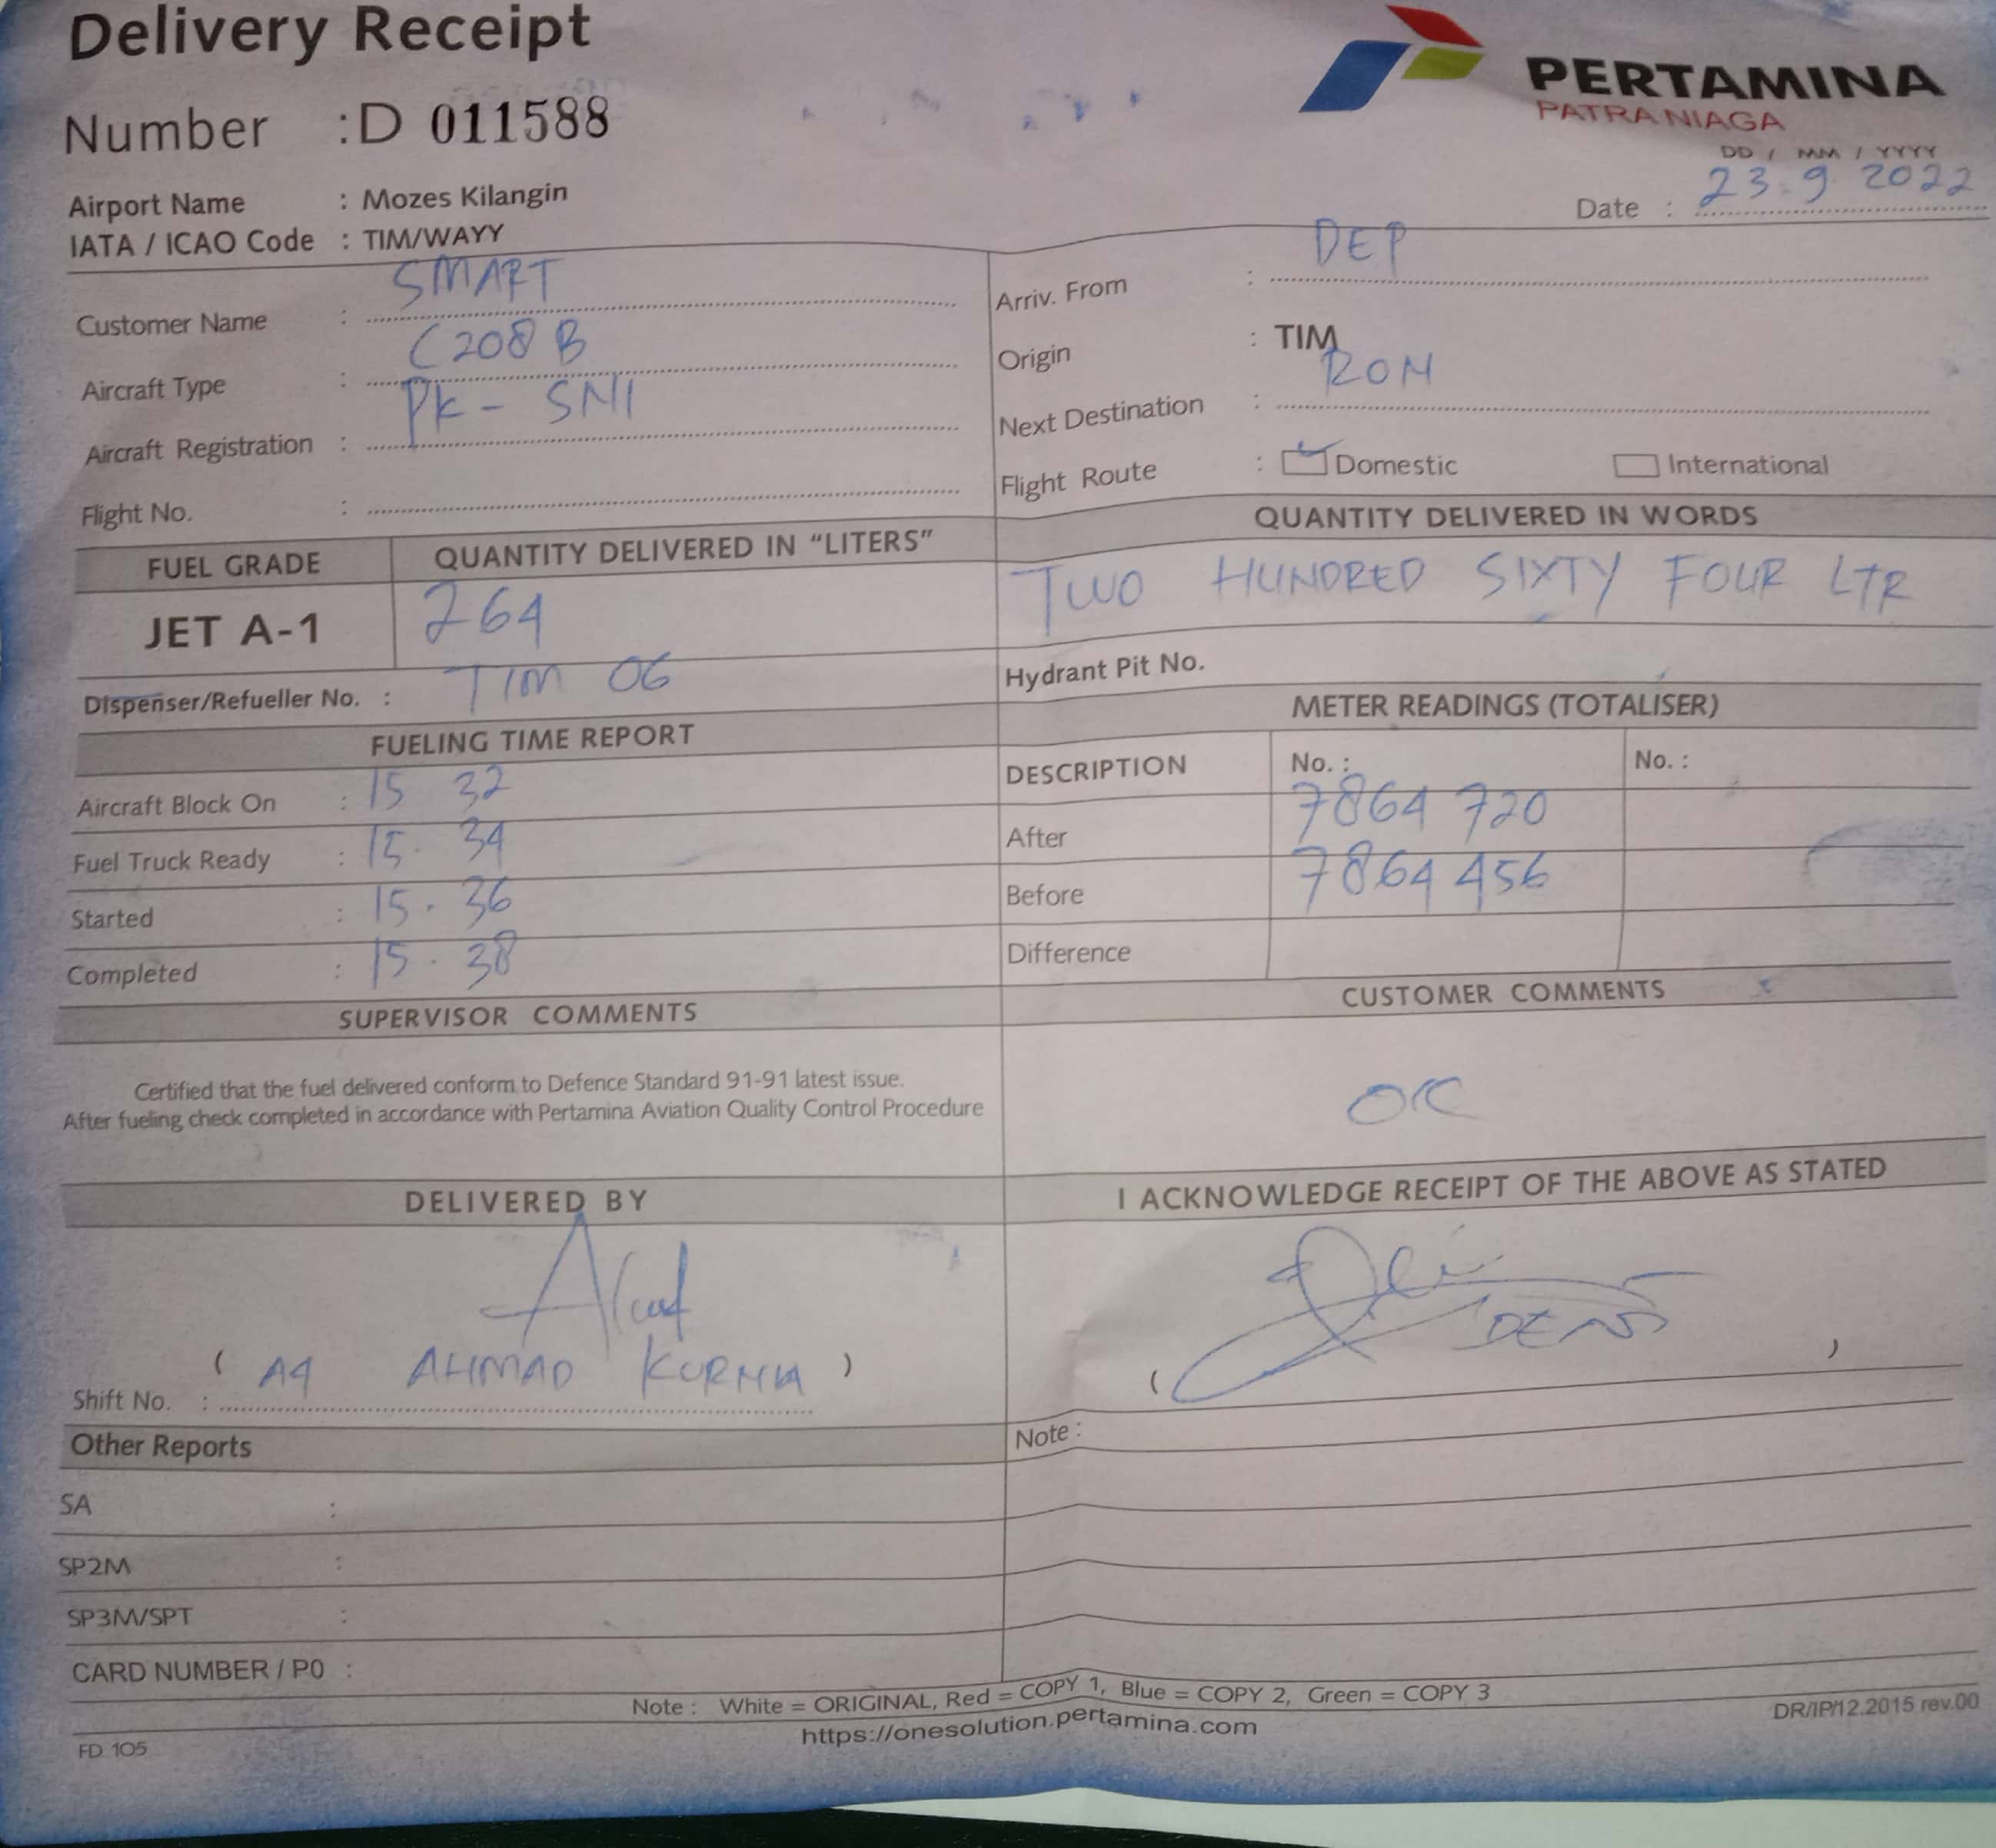 Delivery Receipt
PERTAMINA
PATRA NIAGA
Number : D 011588
DD / MM / YYYY
Date : 23.9.2022
Airport Name : Mozes Kilangin
IATA / ICAO Code : TIM/WAYY
Customer Name : SMART
Aircraft Type : C208 B
Aircraft Registration : PK - SNI
Flight No. :
Arriv. From : DEP
Origin : TIM
Next Destination :
Flight Route : Domestic International
FUEL GRADE QUANTITY DELIVERED IN "LITERS" QUANTITY DELIVERED IN WORDS
JET A-1 264 TWO HUNDRED SIXTY FOUR LTR
Dispenser/Refueller No. : TIM 06
Hydrant Pit No.
FUELING TIME REPORT
Aircraft Block On : 15 32
Fuel Truck Ready : 15. 34
Started : 15. 36
Completed : 15. 38
METER READINGS (TOTALISER)
DESCRIPTION No. : No. :
After 7864 720
Before 7864 456
Difference
SUPERVISOR COMMENTS
Certified that the fuel delivered conform to Defence Standard 91-91 latest issue.
After fueling check completed in accordance with Pertamina Aviation Quality Control Procedure
CUSTOMER COMMENTS
OK
DELIVERED BY
( AHMAD KURNIA )
Shift No. :
I ACKNOWLEDGE RECEIPT OF THE ABOVE AS STATED
( )
Other Reports
SA :
SP2M :
SP3M/SPT :
CARD NUMBER / P0 :
Note :
Note : White = ORIGINAL, Red = COPY 1, Blue = COPY 2, Green = COPY 3
https://onesolution.pertamina.com
FD 105
DR/IP/12.2015 rev.00